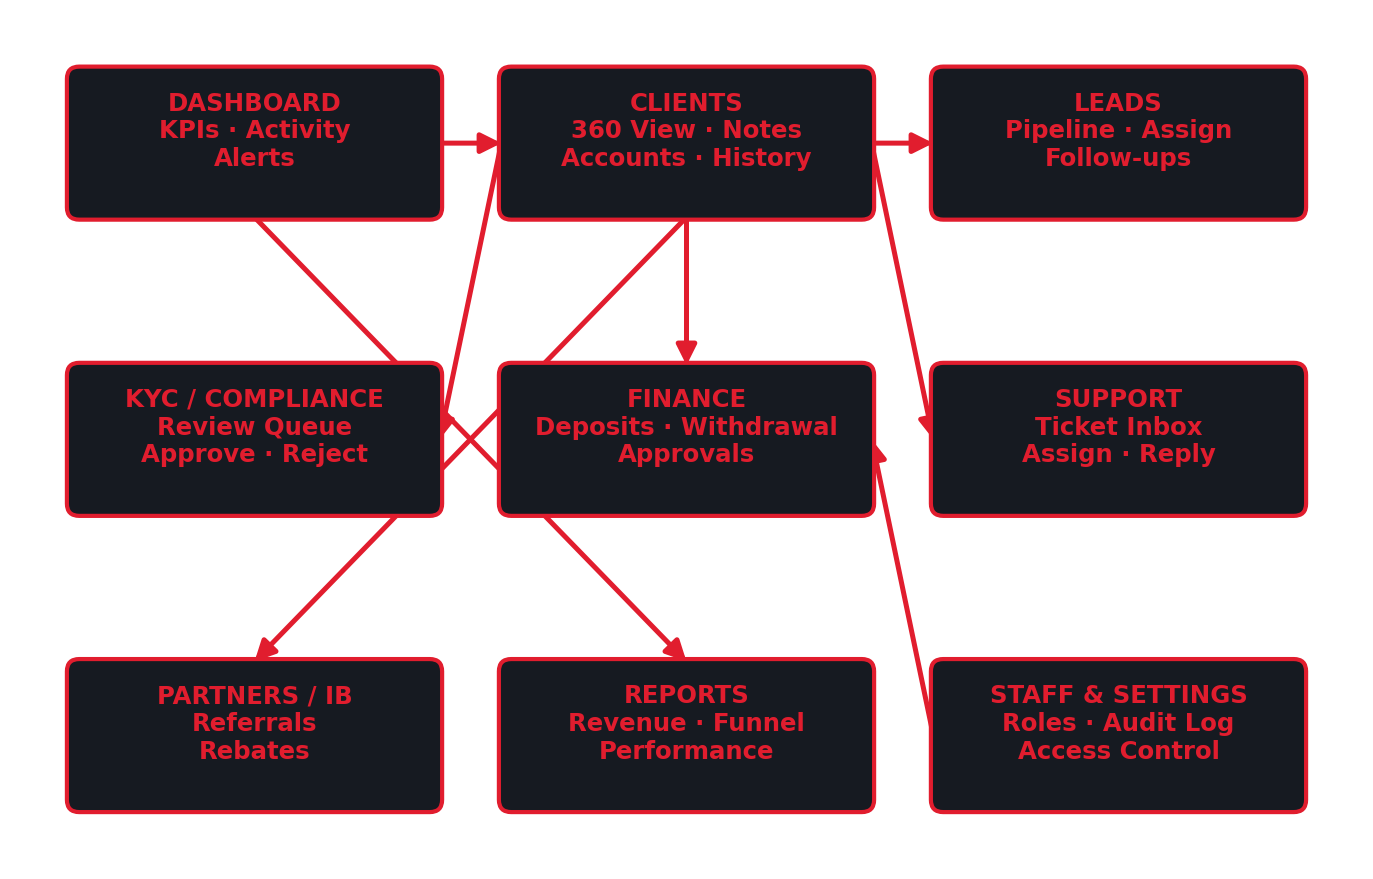 DASHBOARD
KPIs · Activity
Alerts
CLIENTS
360 View · Notes
Accounts · History
LEADS
Pipeline · Assign
Follow-ups
KYC / COMPLIANCE
Review Queue
Approve · Reject
FINANCE
Deposits · Withdrawal
Approvals
SUPPORT
Ticket Inbox
Assign · Reply
PARTNERS / IB
Referrals
Rebates
REPORTS
Revenue · Funnel
Performance
STAFF & SETTINGS
Roles · Audit Log
Access Control